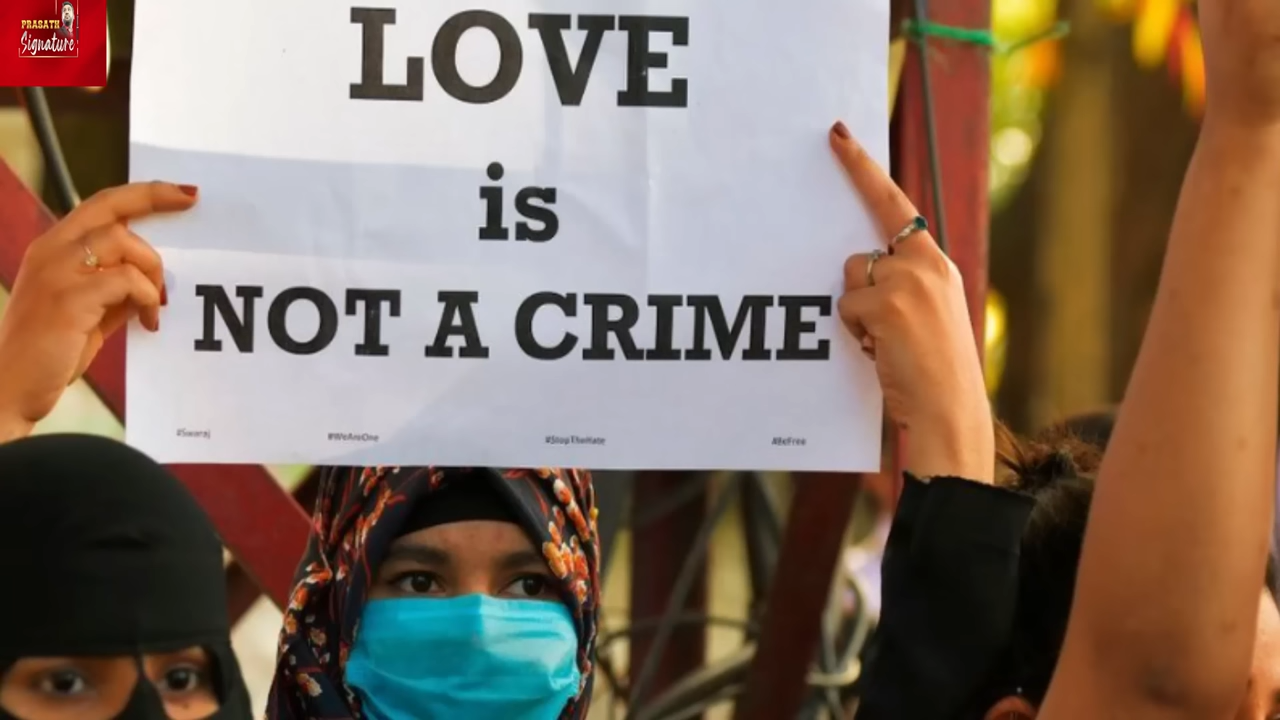 PRASATH
Signature
LOVE
is
NOT A CRIME
#Swaraj #WeAreOne #StopTheHate #BeFree